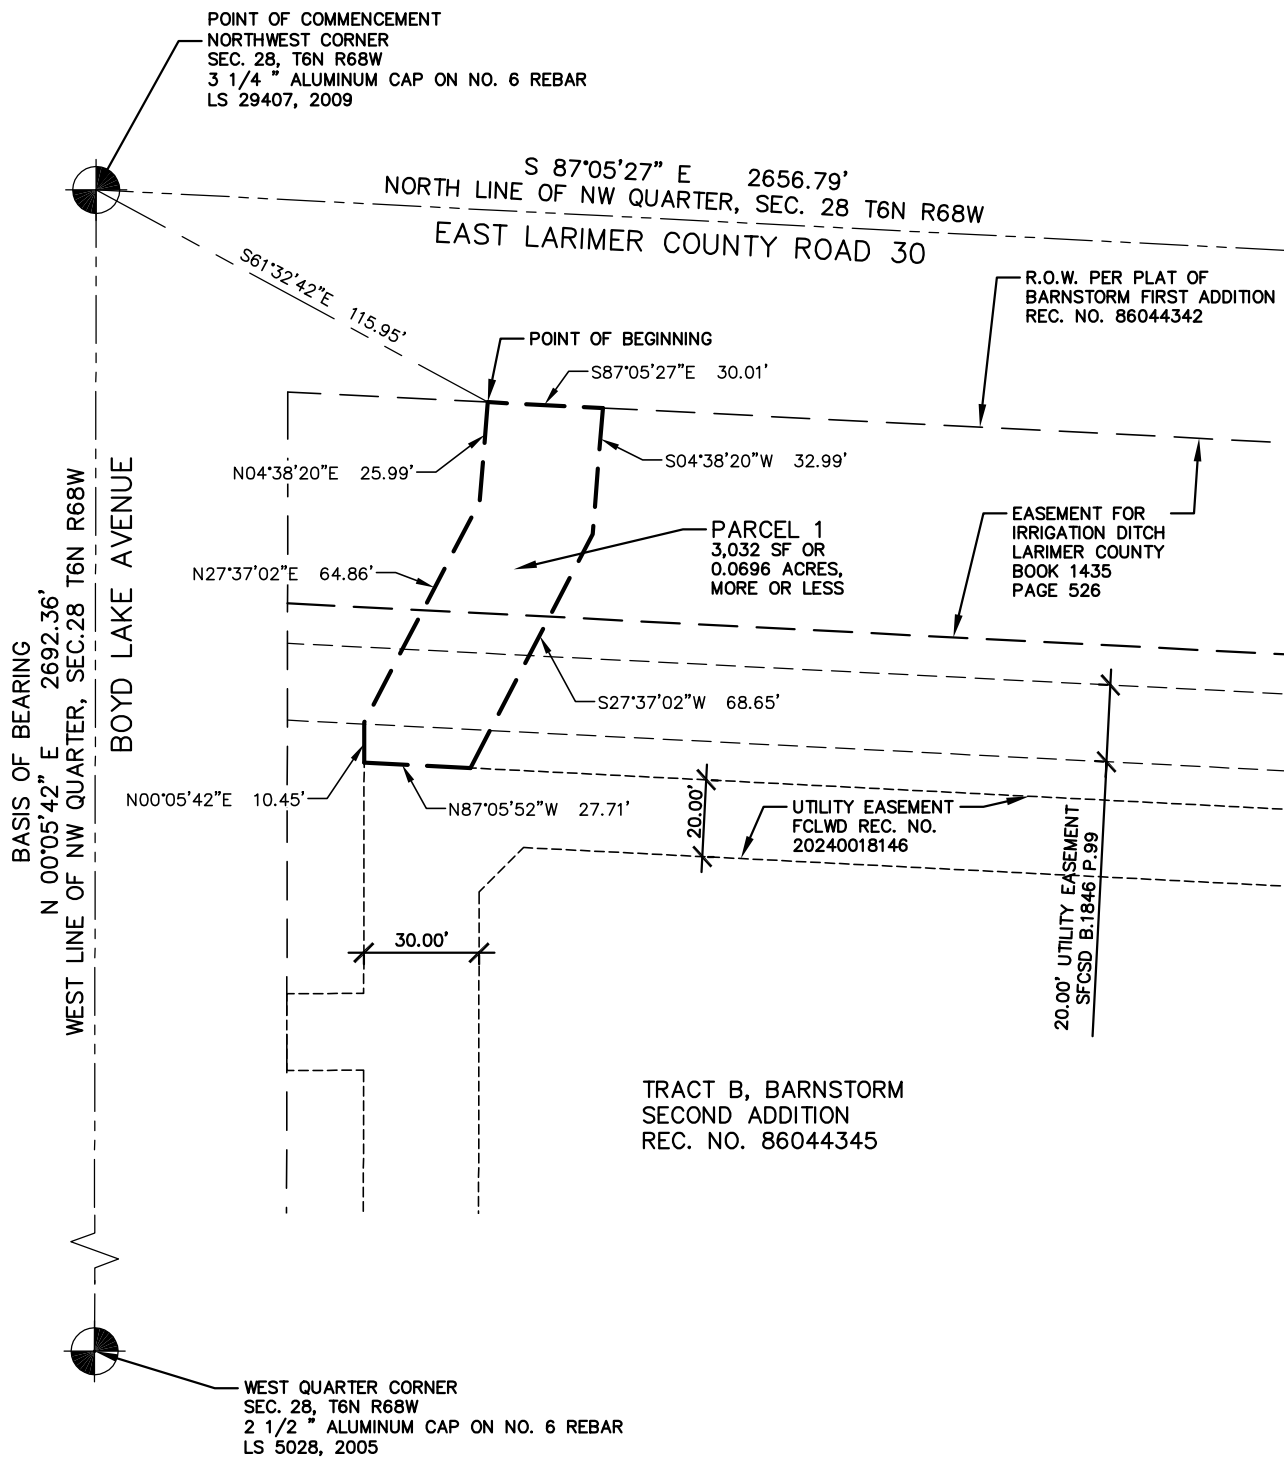 POINT OF COMMENCEMENT
NORTHWEST CORNER
SEC. 28, T6N R68W
3 1/4 " ALUMINUM CAP ON NO. 6 REBAR
LS 29407, 2009
S 87°05'27" E 2656.79'
NORTH LINE OF NW QUARTER, SEC. 28 T6N R68W
EAST LARIMER COUNTY ROAD 30
S61°32'42"E 115.95'
R.O.W. PER PLAT OF
BARNSTORM FIRST ADDITION
REC. NO. 86044342
POINT OF BEGINNING
S87°05'27"E 30.01'
N04°38'20"E 25.99'
S04°38'20"W 32.99'
EASEMENT FOR
IRRIGATION DITCH
LARIMER COUNTY
BOOK 1435
PAGE 526
PARCEL 1
3,032 SF OR
0.0696 ACRES,
MORE OR LESS
N27°37'02"E 64.86'
S27°37'02"W 68.65'
BASIS OF BEARING
N 00°05'42" E 2692.36'
WEST LINE OF NW QUARTER, SEC.28 T6N R68W
BOYD LAKE AVENUE
N00°05'42"E 10.45'
N87°05'52"W 27.71'
20.00'
UTILITY EASEMENT
FCLWD REC. NO.
20240018146
20.00' UTILITY EASEMENT
SFCSD B.1846 P.99
30.00'
TRACT B, BARNSTORM
SECOND ADDITION
REC. NO. 86044345
WEST QUARTER CORNER
SEC. 28, T6N R68W
2 1/2 " ALUMINUM CAP ON NO. 6 REBAR
LS 5028, 2005